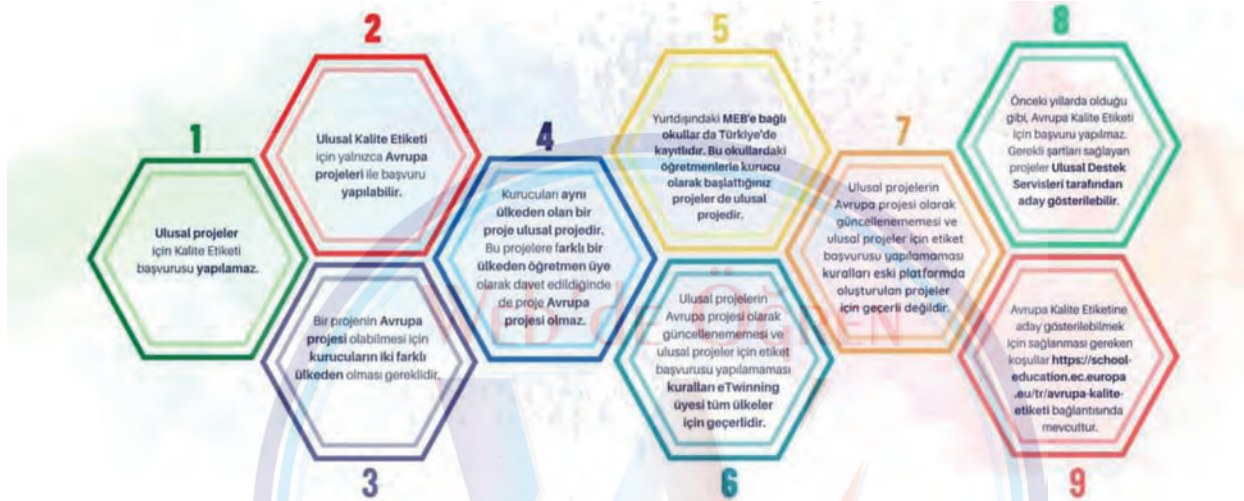 1
Ulusal projeler
için Kalite Etiketi
başvurusu yapılamaz.
2
Ulusal Kalite Etiketi
için yalnızca Avrupa
projeleri ile başvuru
yapılabilir.
3
Bir projenin Avrupa
projesi olabilmesi için
kurucuların iki farklı
ülkeden olması gereklidir.
4
Kurucuları aynı
ülkeden olan bir
proje ulusal projedir.
Bu projelere farklı bir
ülkeden öğretmen üye
olarak davet edildiğinde
de proje Avrupa
projesi olmaz.
5
Yurtdışındaki MEB'e bağlı
okullar da Türkiye'de
kayıtlıdır. Bu okullardaki
öğretmenlerle kurucu
olarak başlattığınız
projeler de ulusal
projedir.
6
Ulusal projelerin
Avrupa projesi olarak
güncellenememesi ve
ulusal projeler için etiket
başvurusu yapılamaması
kuralları eTwinning
üyesi tüm ülkeler
için geçerlidir.
7
Ulusal projelerin
Avrupa projesi olarak
güncellenememesi ve
ulusal projeler için etiket
başvurusu yapılamaması
kuralları eski platformda
oluşturulan projeler
için geçerli değildir.
8
Önceki yıllarda olduğu
gibi, Avrupa Kalite Etiketi
için başvuru yapılmaz.
Gerekli şartları sağlayan
projeler Ulusal Destek
Servisleri tarafından
aday gösterilebilir.
9
Avrupa Kalite Etiketine
aday gösterilebilmek
için sağlanması gereken
koşullar https://school-
education.ec.europa
.eu/tr/avrupa-kalite-
etiketi bağlantısında
mevcuttur.
Web'de Öğren